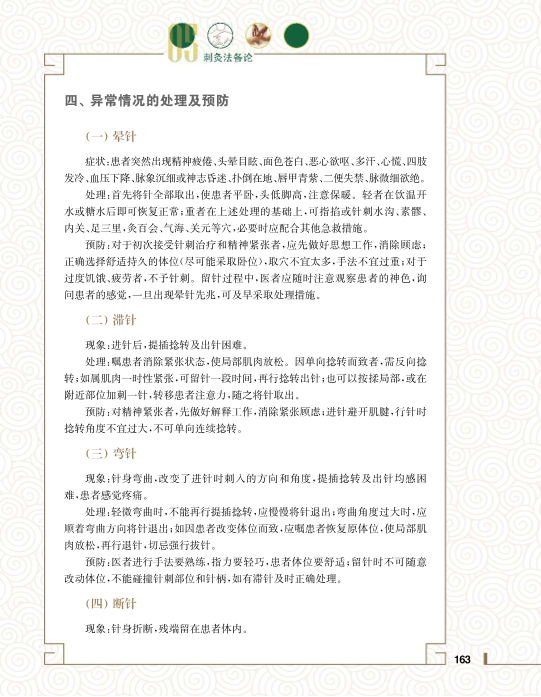 05
刺灸法备论
四、异常情况的处理及预防
(一) 晕针
症状:患者突然出现精神疲倦、头晕目眩、面色苍白、恶心欲呕、多汗、心慌、四肢
发冷、血压下降、脉象沉细或神志昏迷、扑倒在地、唇甲青紫、二便失禁、脉微细欲绝。
处理:首先将针全部取出,使患者平卧,头低脚高,注意保暖。轻者在饮温开
水或糖水后即可恢复正常;重者在上述处理的基础上,可指掐或针刺水沟、素髎、
内关、足三里,灸百会、气海、关元等穴,必要时应配合其他急救措施。
预防:对于初次接受针刺治疗和精神紧张者,应先做好思想工作,消除顾虑;
正确选择舒适持久的体位(尽可能采取卧位),取穴不宜太多,手法不宜过重;对于
过度饥饿、疲劳者,不予针刺。留针过程中,医者应随时注意观察患者的神色,询
问患者的感觉,一旦出现晕针先兆,可及早采取处理措施。
(二) 滞针
现象:进针后,提插捻转及出针困难。
处理:嘱患者消除紧张状态,使局部肌肉放松。因单向捻转而致者,需反向捻
转;如属肌肉一时性紧张,可留针一段时间,再行捻转出针;也可以按揉局部,或在
附近部位加刺一针,转移患者注意力,随之将针取出。
预防:对精神紧张者,先做好解释工作,消除紧张顾虑;进针避开肌腱,行针时
捻转角度不宜过大,不可单向连续捻转。
(三) 弯针
现象:针身弯曲,改变了进针时刺入的方向和角度,提插捻转及出针均感困
难,患者感觉疼痛。
处理:轻微弯曲时,不能再行提插捻转,应慢慢将针退出;弯曲角度过大时,应
顺着弯曲方向将针退出;如因患者改变体位而致,应嘱患者恢复原体位,使局部肌
肉放松,再行退针,切忌强行拔针。
预防:医者进行手法要熟练,指力要轻巧,患者体位要舒适;留针时不可随意
改动体位,不能碰撞针刺部位和针柄,如有滞针及时正确处理。
(四) 断针
现象:针身折断,残端留在患者体内。
163